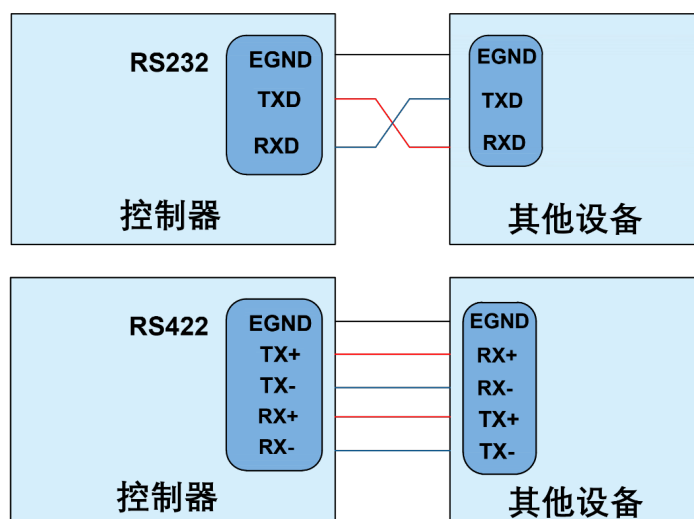 RS232
EGND
TXD
RXD
控制器
EGND
TXD
RXD
其他设备
RS422
EGND
TX+
TX-
RX+
RX-
控制器
EGND
RX+
RX-
TX+
TX-
其他设备